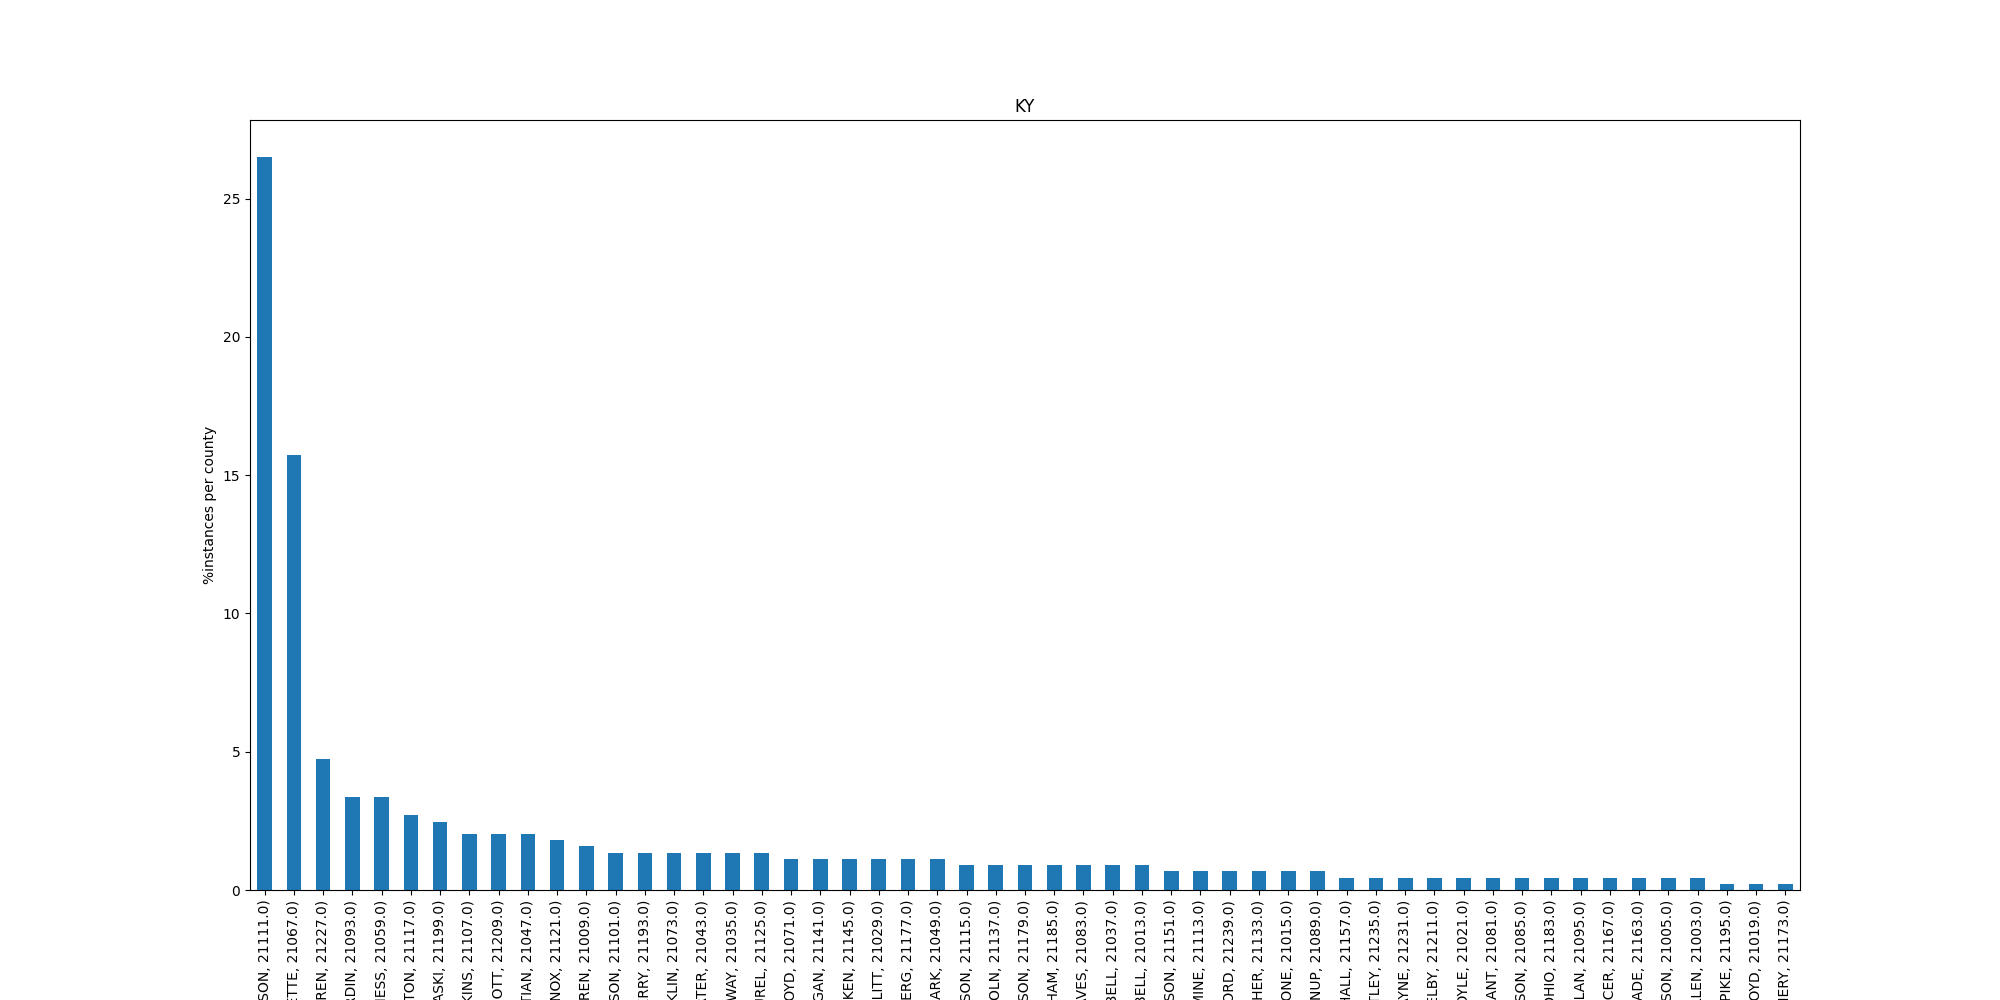 KY
%instances per county
25
20
15
10
5
0
SON, 21111.0)
ETTE, 21067.0)
REN, 21227.0)
RDIN, 21093.0)
IESS, 21059.0)
TON, 21117.0)
ASKI, 21199.0)
KINS, 21107.0)
OTT, 21209.0)
TIAN, 21047.0)
NOX, 21121.0)
REN, 21009.0)
SON, 21101.0)
RRY, 21193.0)
KLIN, 21073.0)
TER, 21043.0)
WAY, 21035.0)
REL, 21125.0)
OYD, 21071.0)
GAN, 21141.0)
KEN, 21145.0)
LITT, 21029.0)
ERG, 21177.0)
ARK, 21049.0)
SON, 21115.0)
OLN, 21137.0)
SON, 21179.0)
HAM, 21185.0)
AVES, 21083.0)
BELL, 21037.0)
BELL, 21013.0)
SON, 21151.0)
MINE, 21113.0)
ORD, 21239.0)
HER, 21133.0)
ONE, 21015.0)
NUP, 21089.0)
HALL, 21157.0)
TLEY, 21235.0)
YNE, 21231.0)
ELBY, 21211.0)
OYLE, 21021.0)
ANT, 21081.0)
SON, 21085.0)
OHIO, 21183.0)
LAN, 21095.0)
CER, 21167.0)
ADE, 21163.0)
SON, 21005.0)
LLEN, 21003.0)
PIKE, 21195.0)
OYD, 21019.0)
IERY, 21173.0)